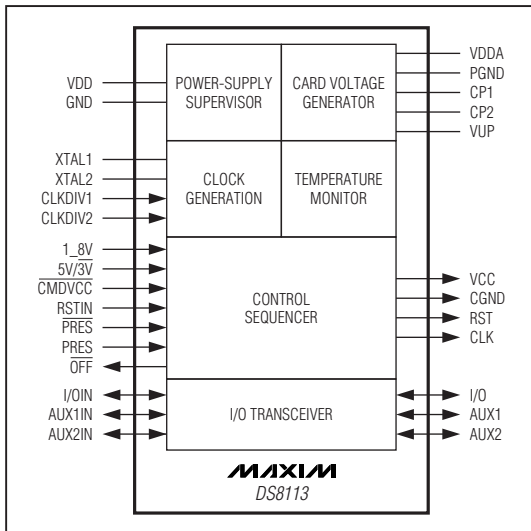 VDD
GND
XTAL1
XTAL2
CLKDIV1
CLKDIV2
1_8V
5V/3V
CMDVCC
RSTIN
PRES
PRES
OFF
I/OIN
AUX1IN
AUX2IN
POWER-SUPPLY
SUPERVISOR
CARD VOLTAGE
GENERATOR
CLOCK
GENERATION
TEMPERATURE
MONITOR
CONTROL
SEQUENCER
I/O TRANSCEIVER
VDDA
PGND
CP1
CP2
VUP
VCC
CGND
RST
CLK
I/O
AUX1
AUX2
MAXIM
DS8113